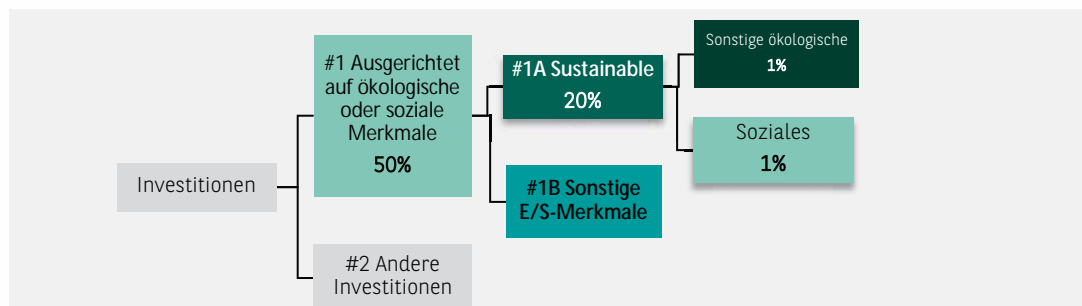 Investitionen
#1 Ausgerichtet
auf ökologische
oder soziale
Merkmale
50%
#2 Andere
Investitionen
#1A Sustainable
20%
#1B Sonstige
E/S-Merkmale
Sonstige ökologische
1%
Soziales
1%